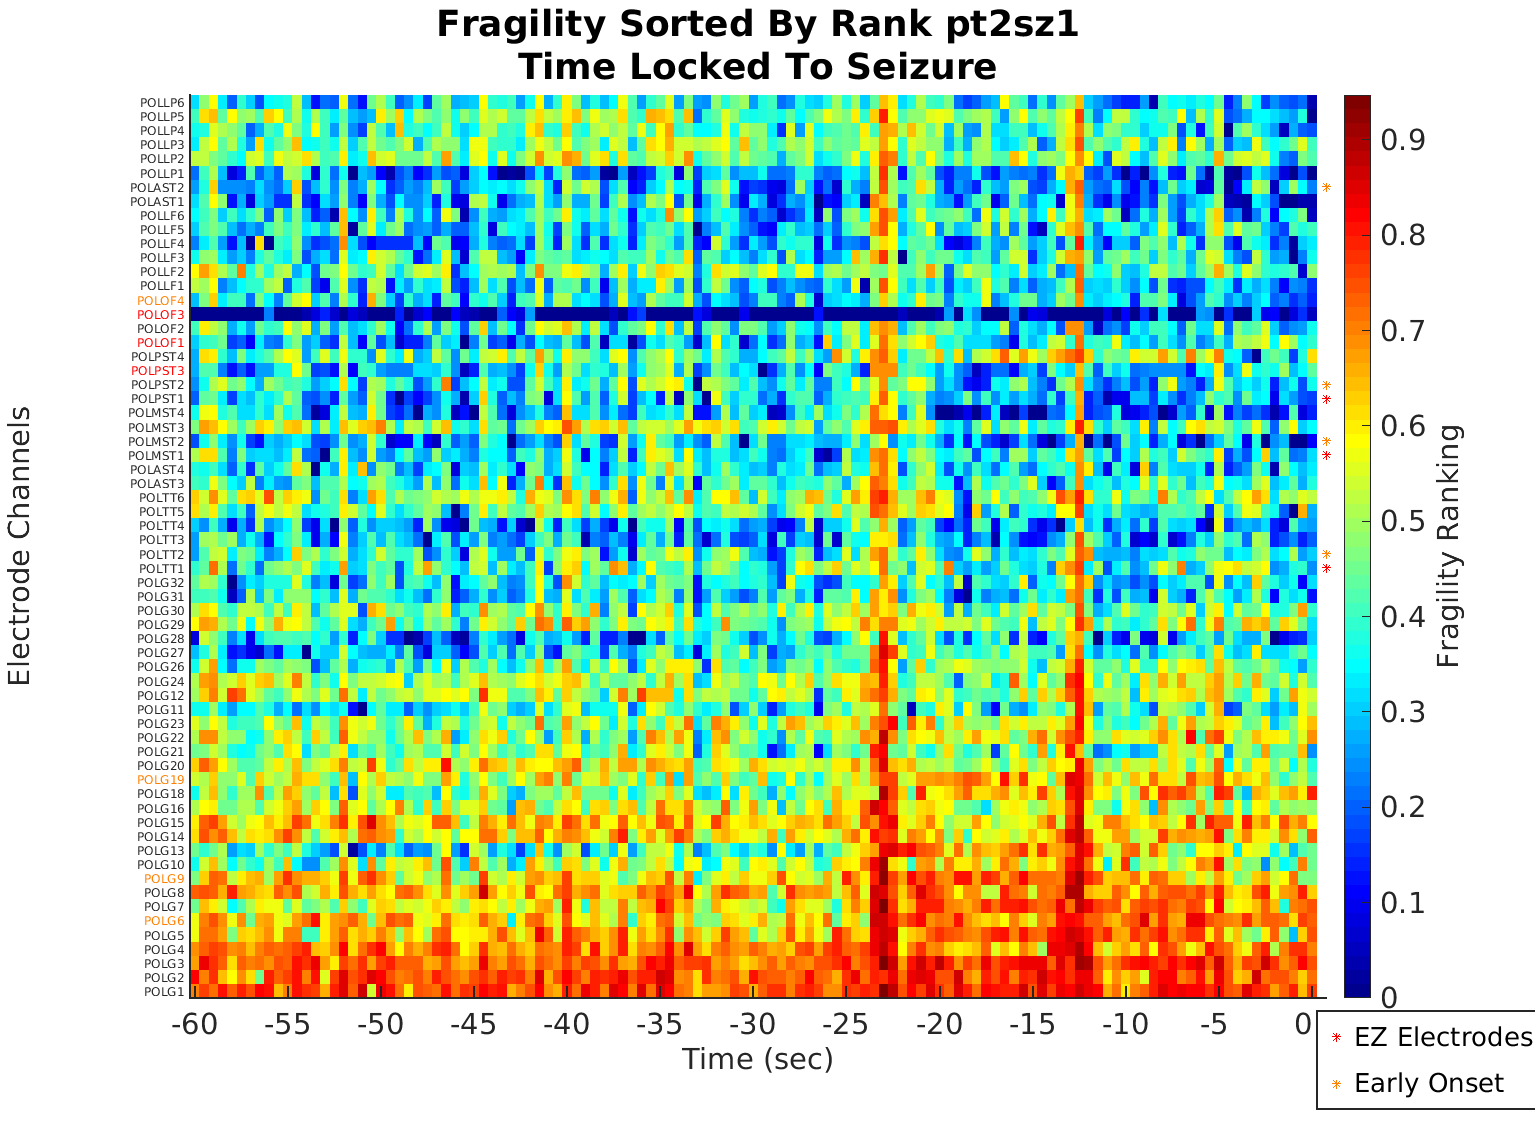 Fragility Sorted By Rank pt2sz1
Time Locked To Seizure
Electrode Channels
POLLP6
POLLP5
POLLP4
POLLP3
POLLP2
POLLP1
POLAST2
POLAST1
POLLF6
POLLF5
POLLF4
POLLF3
POLLF2
POLLF1
POLOF4
POLOF3
POLOF2
POLOF1
POLPST4
POLPST3
POLPST2
POLPST1
POLMST4
POLMST3
POLMST2
POLMST1
POLAST4
POLAST3
POLTT6
POLTT5
POLTT4
POLTT3
POLTT2
POLTT1
POLG32
POLG31
POLG30
POLG29
POLG28
POLG27
POLG26
POLG24
POLG12
POLG11
POLG23
POLG22
POLG21
POLG20
POLG19
POLG18
POLG16
POLG15
POLG14
POLG13
POLG10
POLG9
POLG8
POLG7
POLG6
POLG5
POLG4
POLG3
POLG2
POLG1
-60 -55 -50 -45 -40 -35 -30 -25 -20 -15 -10 -5 0
Time (sec)
0.9
0.8
0.7
0.6
0.5
0.4
0.3
0.2
0.1
0
Fragility Ranking
EZ Electrodes
Early Onset